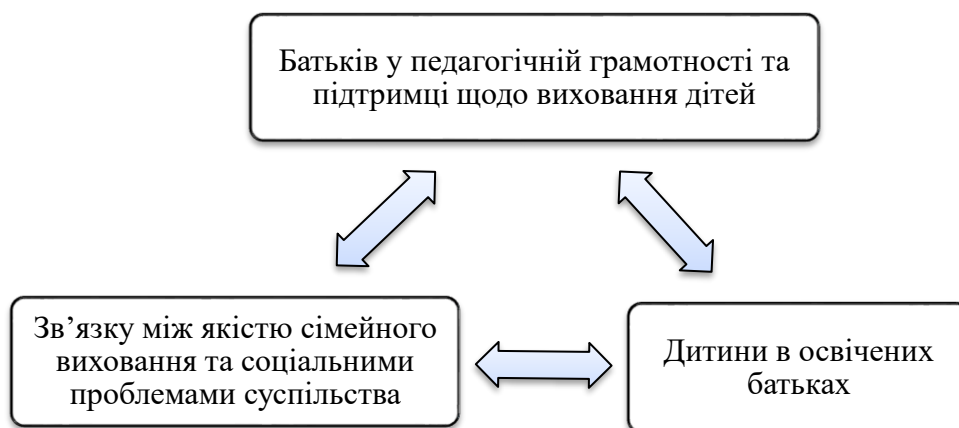 Батьків у педагогічній грамотності та
підтримці щодо виховання дітей
Зв’язку між якістю сімейного
виховання та соціальними
проблемами суспільства
Дитини в освічених
батьках